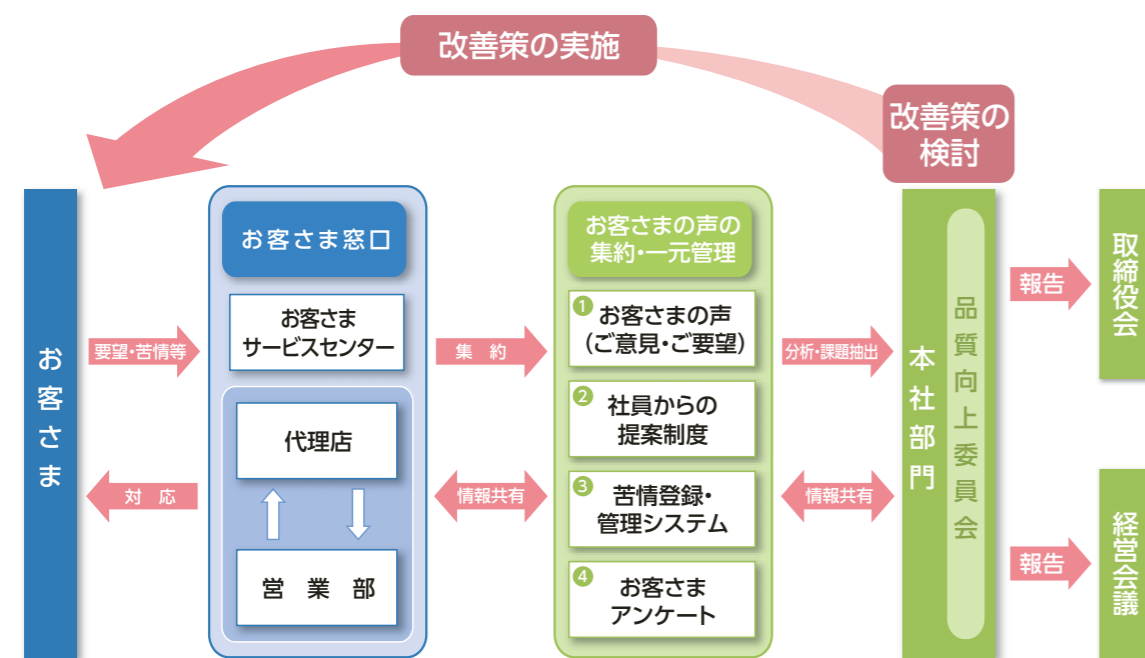 改善策の実施
改善策の
検討
お客さま
要望・苦情等
対 応
お客さま窓口
お客さま
サービスセンター
代理店
営 業 部
集 約
情報共有
お客さまの声の
集約・一元管理
1 お客さまの声
(ご意見・ご要望)
2 社員からの
提案制度
3 苦情登録・
管理システム
4 お客さま
アンケート
分析・課題抽出
情報共有
本社部門
品質向上委員会
報告
取締役会
報告
経営会議